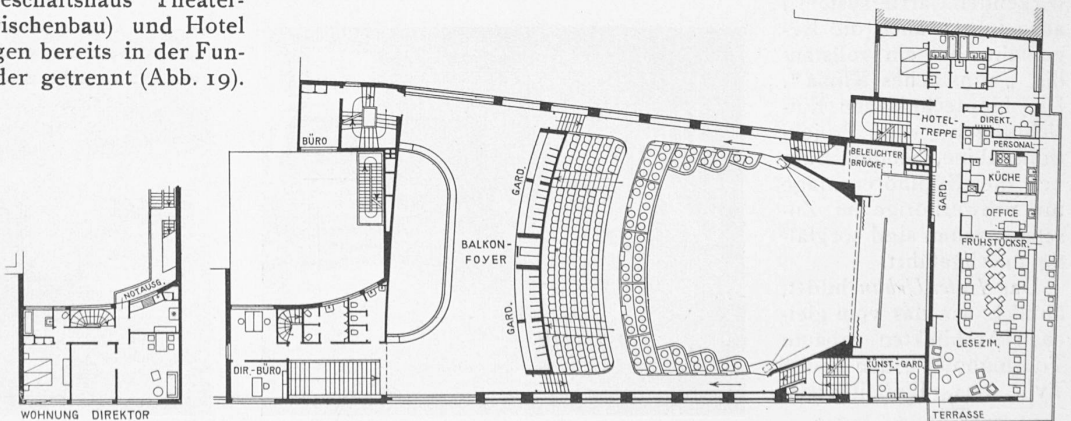 eschäftshaus Theater-
ischenbau) und Hotel
gen bereits in der Fun-
der getrennt (Abb. 19).
BÜRO
NOTAUSG.
WOHNUNG DIREKTOR
DIR.-BÜRO
BALKON-
FOYER
GARD.
GARD.
BELEUCHTER
BRÜCKE
HOTEL-
TREPPE
DIREKT.
PERSONAL
KÜCHE
GARD.
OFFICE
FRÜHSTÜCKSR.
LESEZIM.
KÜNST.-GARD.
TERRASSE